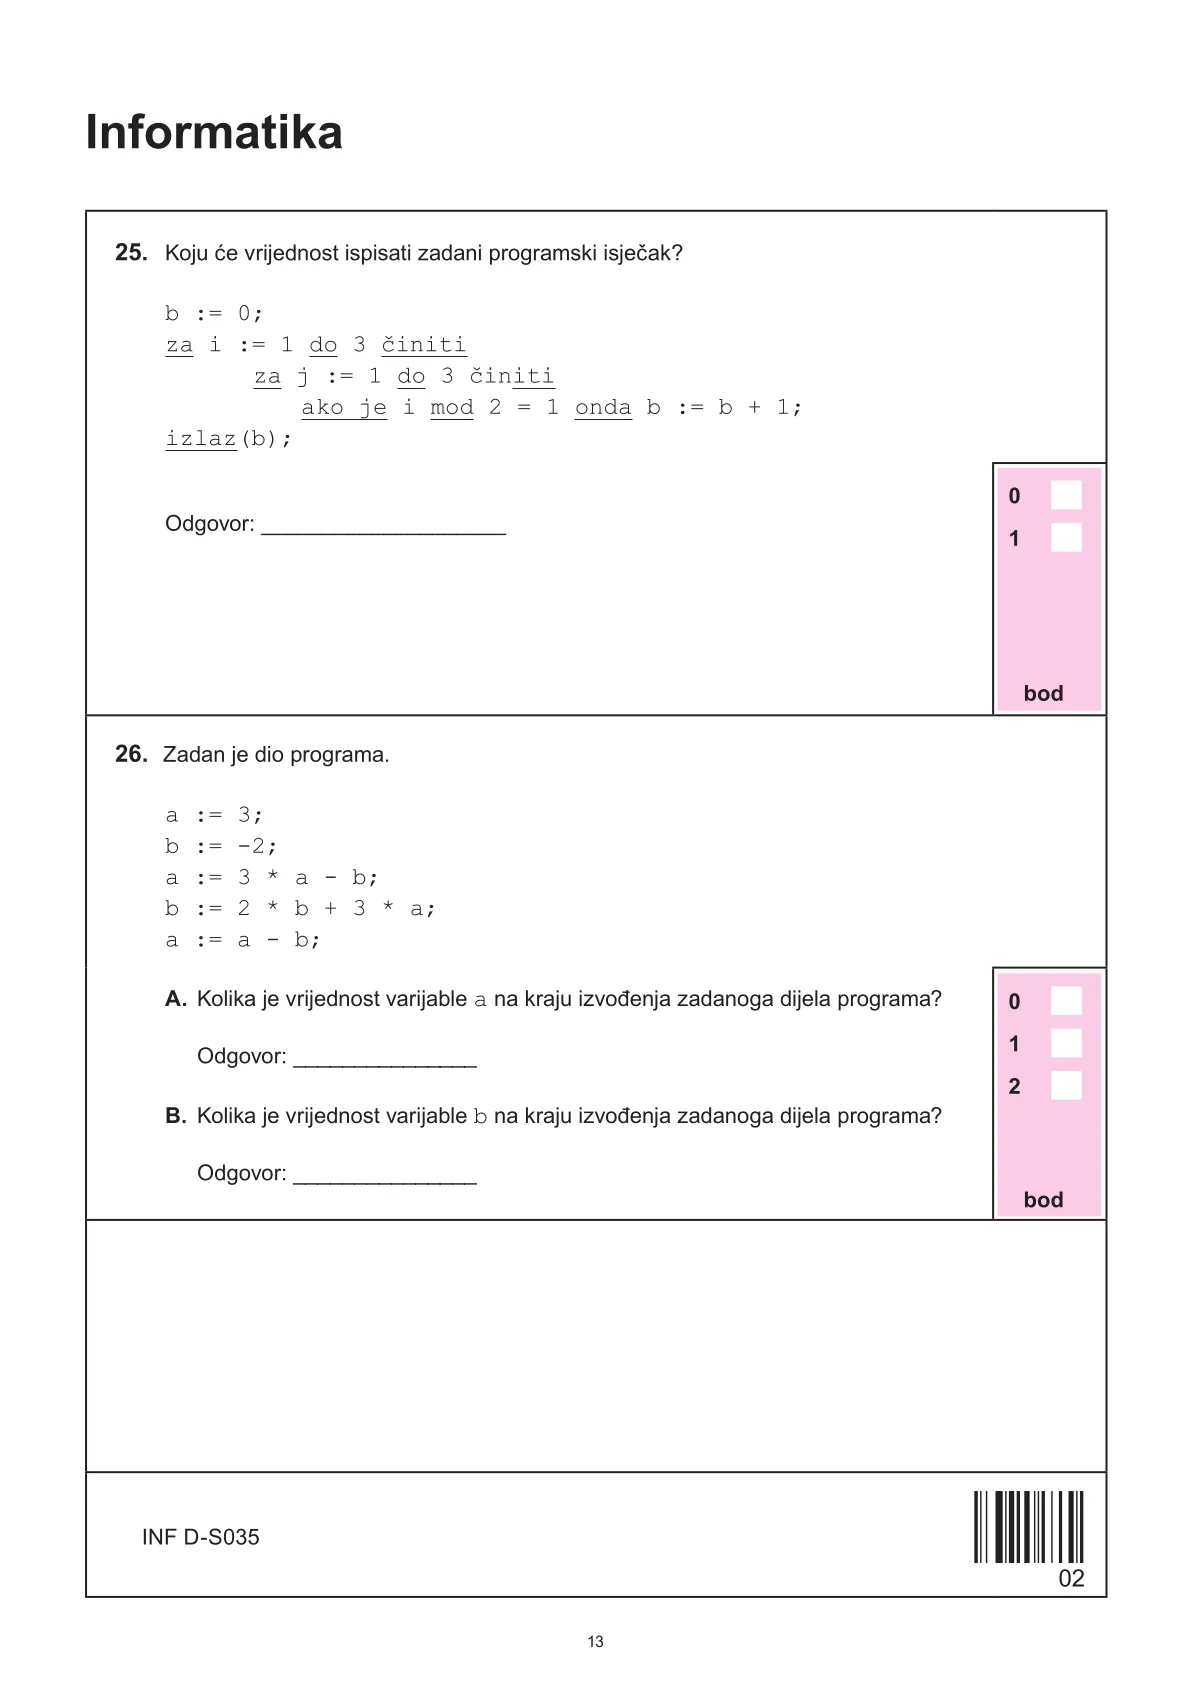 Informatika
25. Koju će vrijednost ispisati zadani programski isječak?
b := 0;
za i := 1 do 3 činiti
za j := 1 do 3 činiti
ako je i mod 2 = 1 onda b := b + 1;
izlaz(b);
0
Odgovor: ____________________
1
bod
26. Zadan je dio programa.
a := 3;
b := -2;
a := 3 * a - b;
b := 2 * b + 3 * a;
a := a - b;
A. Kolika je vrijednost varijable a na kraju izvođenja zadanoga dijela programa?
0
1
Odgovor: _______________
2
B. Kolika je vrijednost varijable b na kraju izvođenja zadanoga dijela programa?
Odgovor: _______________
bod
INF D-S035
02
13